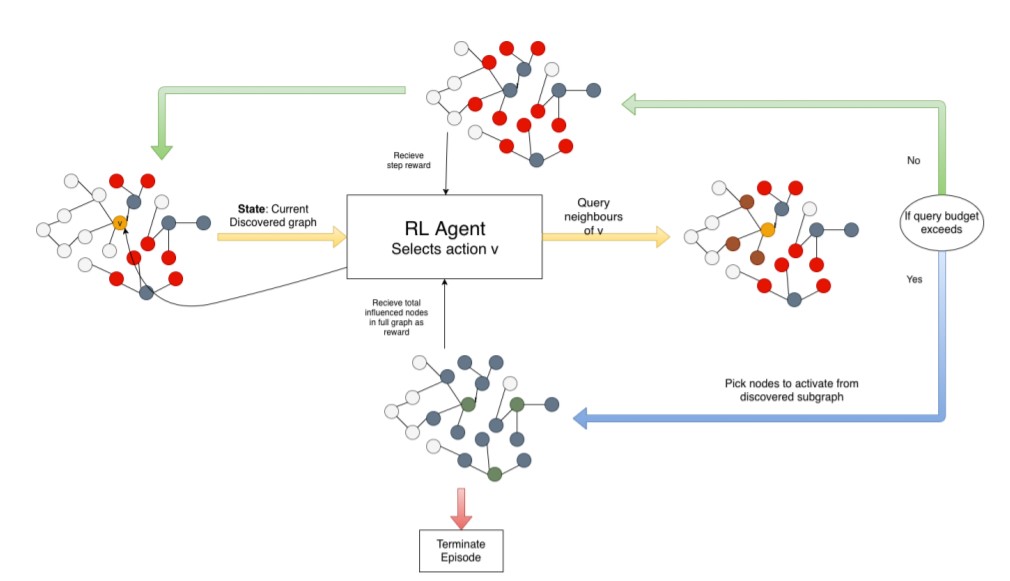 Recieve
step reward
No
State: Current
Discovered graph
v
RL Agent
Selects action v
Query
neighbours
of v
If query budget
exceeds
Yes
Recieve total
influenced nodes
in full graph as
reward
Pick nodes to activate from
discovered subgraph
Terminate
Episode